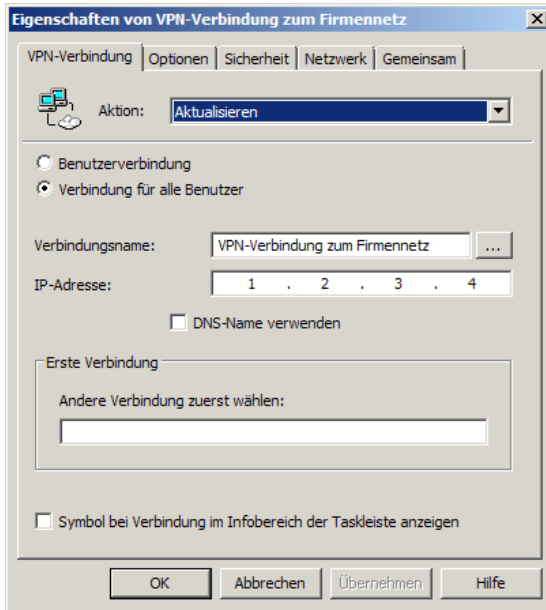 Eigenschaften von VPN-Verbindung zum Firmennetz
VPN-Verbindung Optionen Sicherheit Netzwerk Gemeinsam
Aktion: Aktualisieren
Benutzerverbindung
Verbindung für alle Benutzer
Verbindungsname: VPN-Verbindung zum Firmennetz ...
IP-Adresse: 1 . 2 . 3 . 4
DNS-Name verwenden
Erste Verbindung
Andere Verbindung zuerst wählen:
Symbol bei Verbindung im Infobereich der Taskleiste anzeigen
OK Abbrechen Übernehmen Hilfe